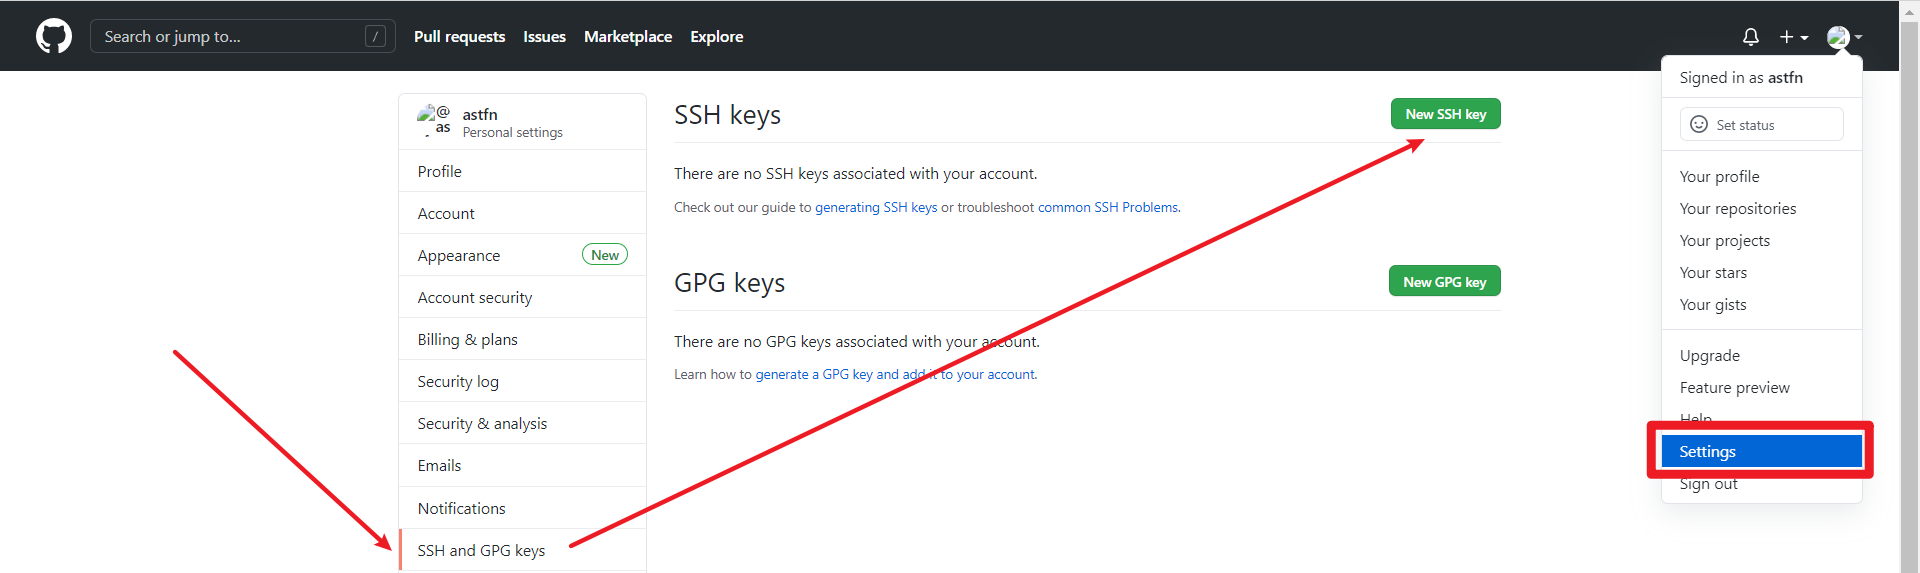 Search or jump to... /
Pull requests Issues Marketplace Explore
Signed in as astfn
Set status
Your profile
Your repositories
Your projects
Your stars
Your gists
Upgrade
Feature preview
Help
Settings
Sign out
@
as
astfn
Personal settings
Profile
Account
Appearance New
Account security
Billing & plans
Security log
Security & analysis
Emails
Notifications
SSH and GPG keys
SSH keys
New SSH key
There are no SSH keys associated with your account.
Check out our guide to generating SSH keys or troubleshoot common SSH Problems.
GPG keys
New GPG key
There are no GPG keys associated with your account.
Learn how to generate a GPG key and add it to your account.